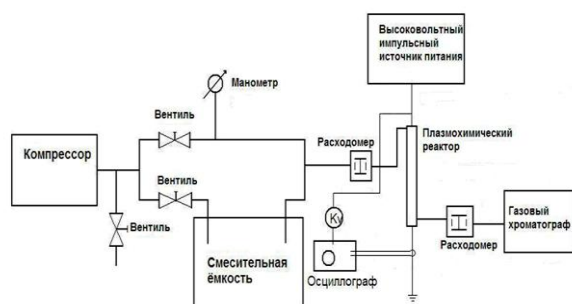 Высоковольтный
импульсный
источник питания
Манометр
Вентиль
Компрессор
Расходомер
Плазмохимический
реактор
Вентиль
Kv
Вентиль
Газовый
хроматограф
Расходомер
Смесительная
ёмкость
Осциллограф